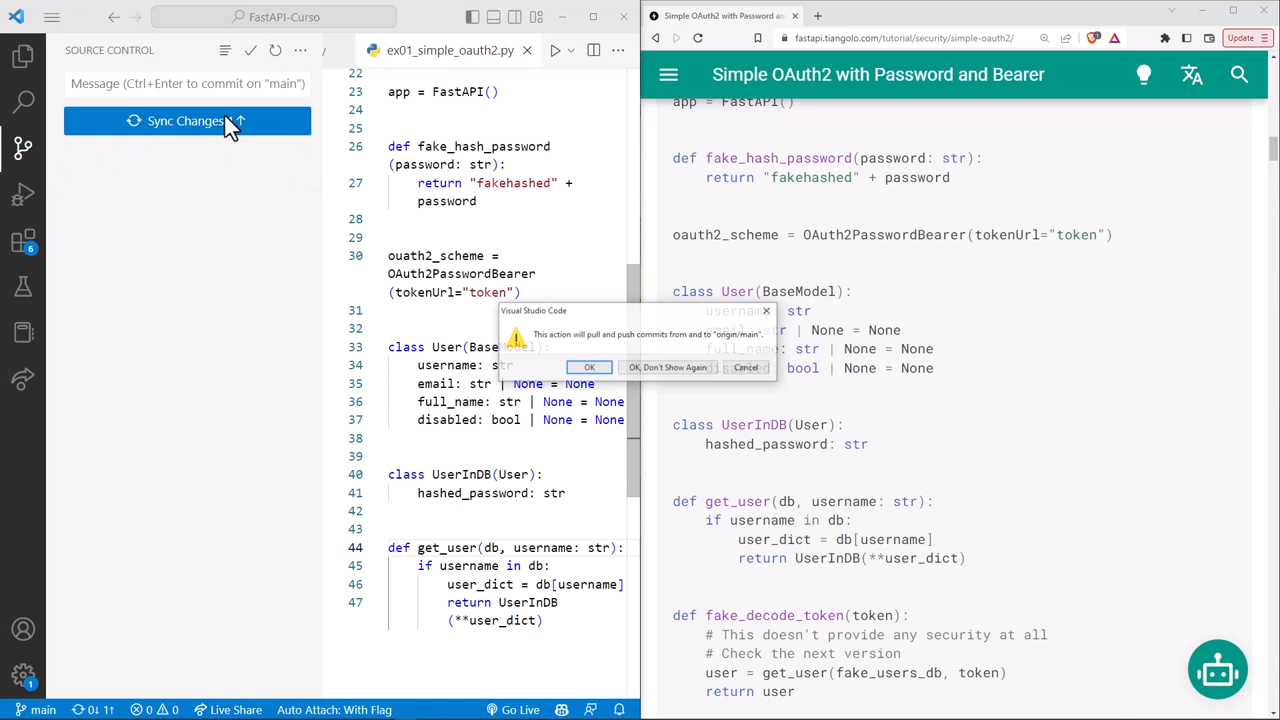 FastAPI-Curso
SOURCE CONTROL
Message (Ctrl+Enter to commit on "main")
Sync Changes
6
1
ex01_simple_oauth2.py
22
23 app = FastAPI()
24
25
26 def fake_hash_password
(password: str):
27 return "fakehashed" +
password
28
29
30 ouath2_scheme =
OAuth2PasswordBearer
(tokenUrl="token")
31
32
33 class User(BaseModel):
34 username: str
35 email: str | None = None
36 full_name: str | None = None
37 disabled: bool | None = None
38
39
40 class UserInDB(User):
41 hashed_password: str
42
43
44 def get_user(db, username: str):
45 if username in db:
46 user_dict = db[username]
47 return UserInDB
(**user_dict)
main 0↓ 1↑ 0 0 Live Share Auto Attach: With Flag Go Live
Visual Studio Code
This action will pull and push commits from and to "origin/main".
OK
OK, Don't Show Again
Cancel
Simple OAuth2 with Password an
fastapi.tiangolo.com/tutorial/security/simple-oauth2/
Update
Simple OAuth2 with Password and Bearer
app = FastAPI()
def fake_hash_password(password: str):
return "fakehashed" + password
oauth2_scheme = OAuth2PasswordBearer(tokenUrl="token")
class User(BaseModel):
username: str
email: str | None = None
full_name: str | None = None
disabled: bool | None = None
class UserInDB(User):
hashed_password: str
def get_user(db, username: str):
if username in db:
user_dict = db[username]
return UserInDB(**user_dict)
def fake_decode_token(token):
# This doesn't provide any security at all
# Check the next version
user = get_user(fake_users_db, token)
return user